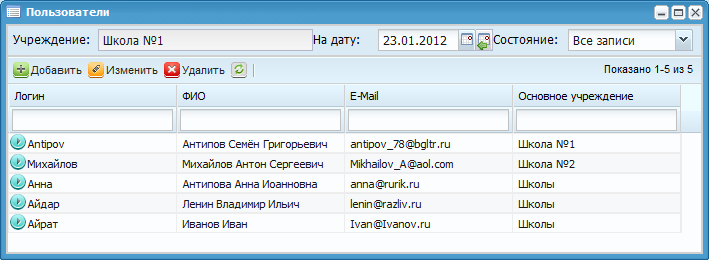 Пользователи
Учреждение: Школа №1 На дату: 23.01.2012 Состояние: Все записи
Добавить Изменить Удалить Показано 1-5 из 5
Логин ФИО E-Mail Основное учреждение
Antipov Антипов Семён Григорьевич antipov_78@bgltr.ru Школа №1
Михайлов Михайлов Антон Сергеевич Mikhailov_A@aol.com Школа №2
Анна Антипова Анна Иоанновна anna@rurik.ru Школы
Айдар Ленин Владимир Ильич lenin@razliv.ru Школы
Айрат Иванов Иван Ivan@Ivanov.ru Школы